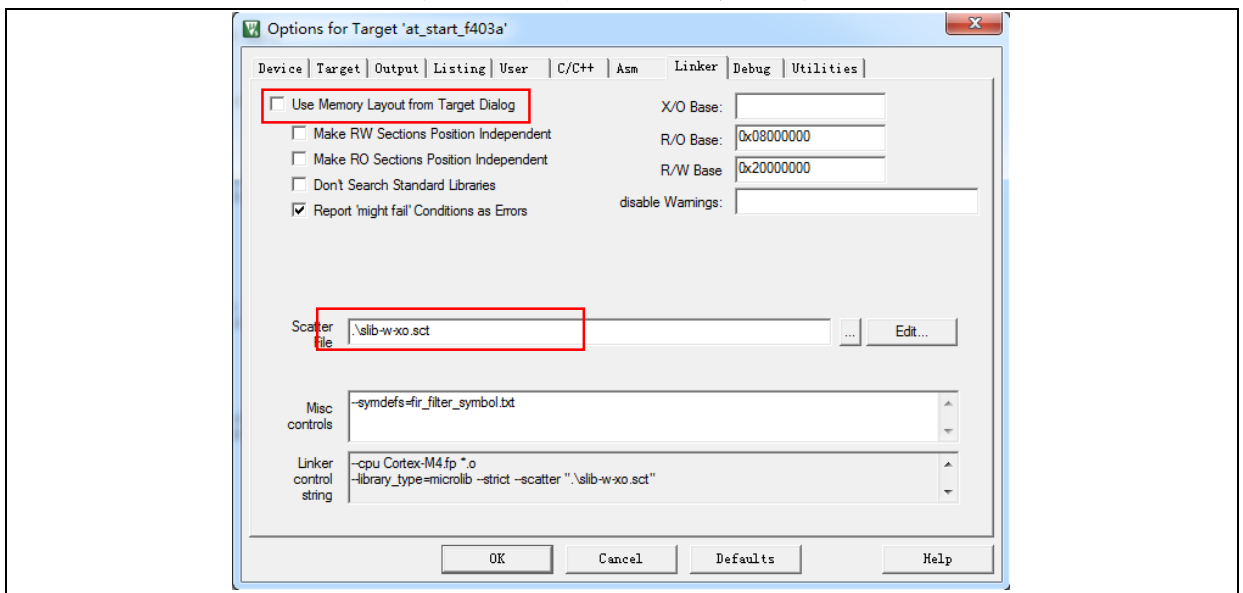 Options for Target 'at_start_f403a'
Device Target Output Listing User C/C++ Asm Linker Debug Utilities
Use Memory Layout from Target Dialog
X/O Base:
Make RW Sections Position Independent
R/O Base: 0x08000000
Make RO Sections Position Independent
R/W Base 0x20000000
Don't Search Standard Libraries
disable Warnings:
Report 'might fail' Conditions as Errors
Scatter File
.\slib-w-xo.sct
... Edit...
Misc controls
--symdefs=fir_filter_symbol.txt
Linker control string
--cpu Cortex-M4.fp *.o
--library_type=microlib --strict --scatter ".\slib-w-xo.sct"
OK Cancel Defaults Help